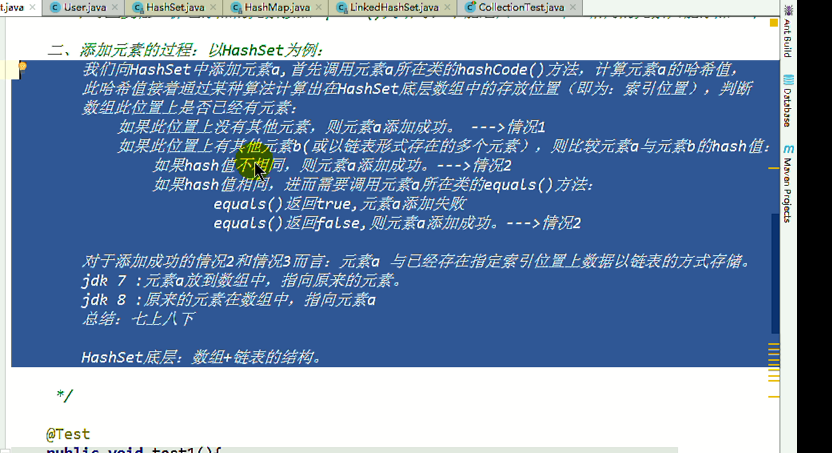 t.java User.java HashSet.java HashMap.java LinkedHashSet.java CollectionTest.java
二、添加元素的过程：以HashSet为例：
我们向HashSet中添加元素a,首先调用元素a所在类的hashCode()方法，计算元素a的哈希值，
此哈希值接着通过某种算法计算出在HashSet底层数组中的存放位置（即为：索引位置），判断
数组此位置上是否已经有元素：
如果此位置上没有其他元素，则元素a添加成功。 --->情况1
如果此位置上有其他元素b(或以链表形式存在的多个元素），则比较元素a与元素b的hash值：
如果hash值不相同，则元素a添加成功。--->情况2
如果hash值相同，进而需要调用元素a所在类的equals()方法：
equals()返回true,元素a添加失败
equals()返回false,则元素a添加成功。--->情况2
对于添加成功的情况2和情况3而言：元素a 与已经存在指定索引位置上数据以链表的方式存储。
jdk 7 :元素a放到数组中，指向原来的元素。
jdk 8 :原来的元素在数组中，指向元素a
总结：七上八下
HashSet底层：数组+链表的结构。
*/
@Test
public void test1(){
Ant Build
Database
Maven Projects